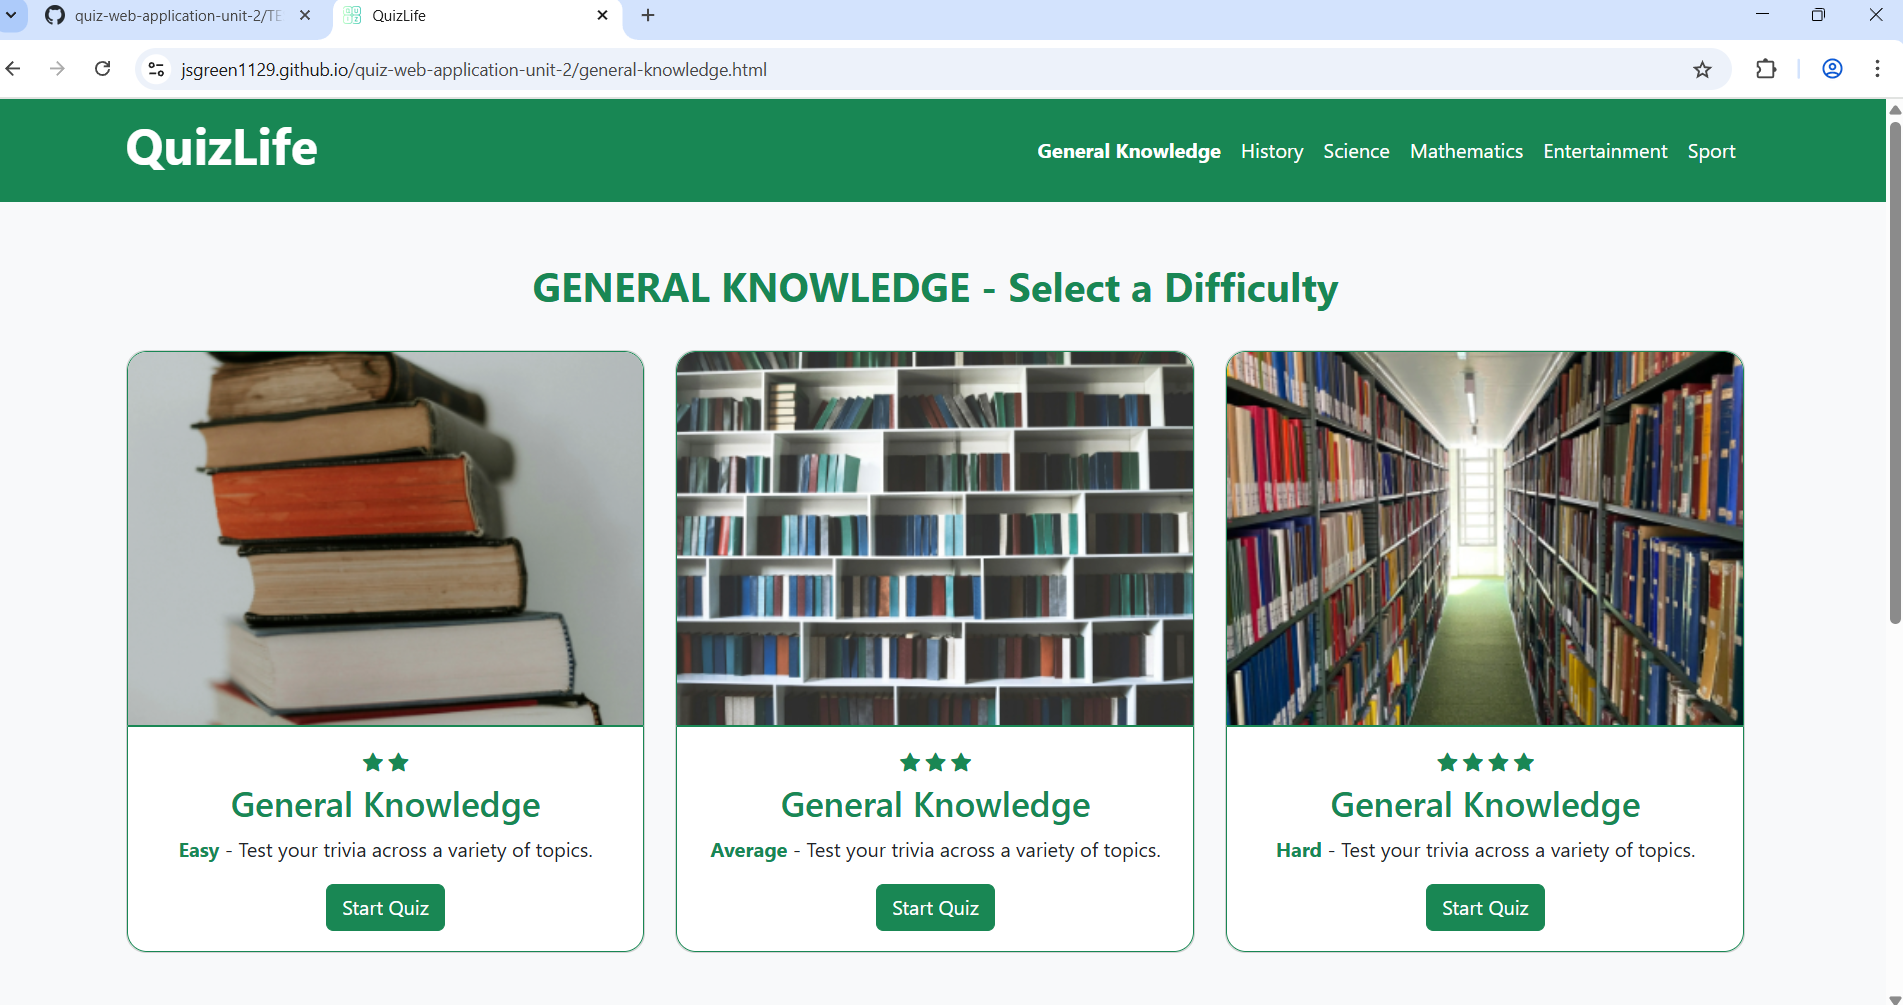 quiz-web-application-unit-2/TE
QuizLife
jsgreen1129.github.io/quiz-web-application-unit-2/general-knowledge.html
QuizLife
General Knowledge History Science Mathematics Entertainment Sport
GENERAL KNOWLEDGE - Select a Difficulty
General Knowledge
Easy - Test your trivia across a variety of topics.
Start Quiz
General Knowledge
Average - Test your trivia across a variety of topics.
Start Quiz
General Knowledge
Hard - Test your trivia across a variety of topics.
Start Quiz